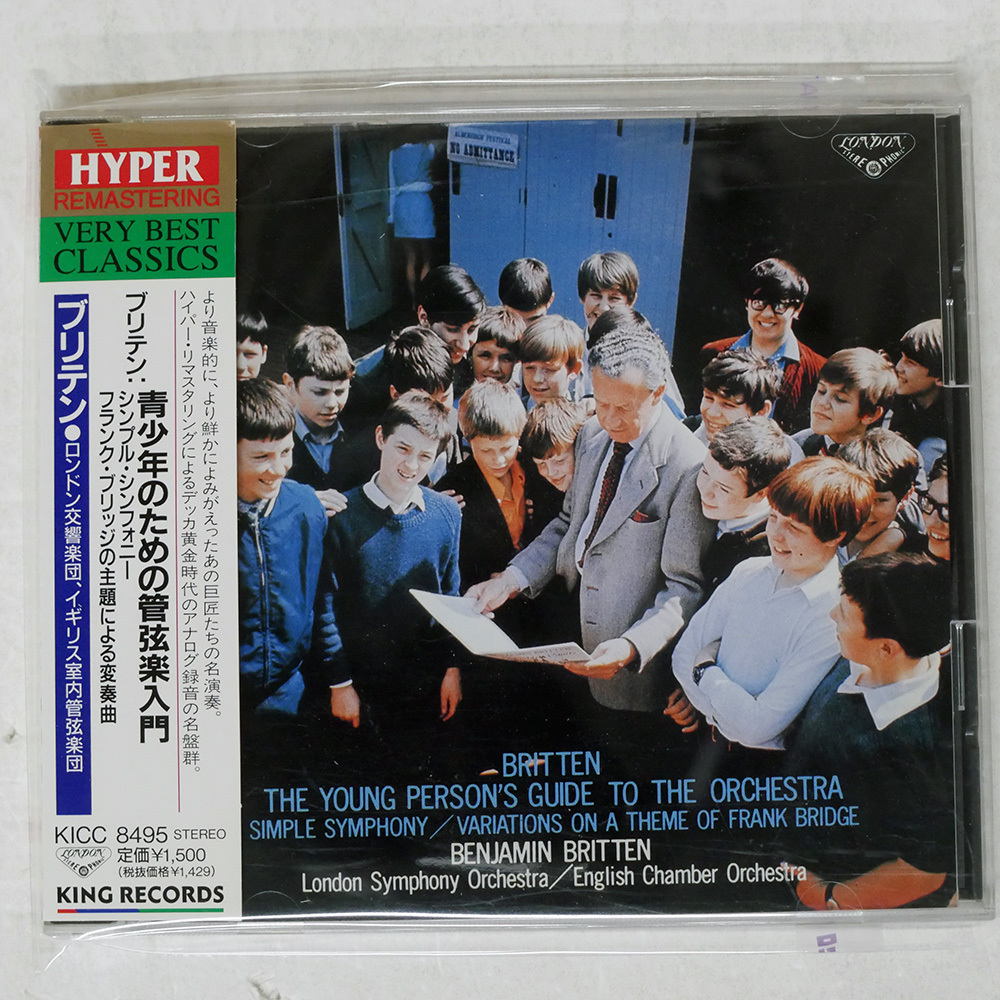 HYPER
REMASTERING
VERY BEST
CLASSICS
より音楽的に、より鮮かによみがえったあの巨匠たちの名演奏。
ハイパー・リマスタリングによるデッカ黄金時代のアナログ録音の名盤群。
ブリテン:
青少年のための管弦楽入門
シンプル・シンフォニー
フランク・ブリッジの主題による変奏曲
ブリテン●ロンドン交響楽団、イギリス室内管弦楽団
KICC 8495 STEREO
LONDON
定価¥1,500
(税抜価格¥1,429)
KING RECORDS
ALDEBURGH FESTIVAL
NO ADMITTANCE
LONDON
STEREOPHONIC
BRITTEN
THE YOUNG PERSON'S GUIDE TO THE ORCHESTRA
SIMPLE SYMPHONY/VARIATIONS ON A THEME OF FRANK BRIDGE
BENJAMIN BRITTEN
London Symphony Orchestra/English Chamber Orchestra